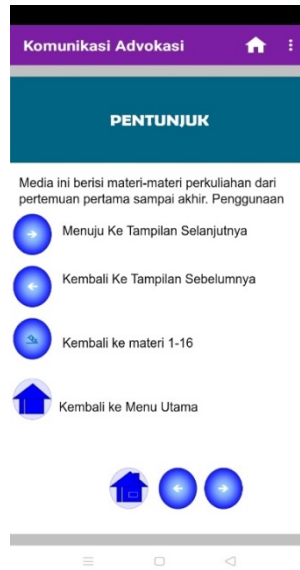 Komunikasi Advokasi
PENTUNJUK
Media ini berisi materi-materi perkuliahan dari
pertemuan pertama sampai akhir. Penggunaan
Menuju Ke Tampilan Selanjutnya
Kembali Ke Tampilan Sebelumnya
Kembali ke materi 1-16
Kembali ke Menu Utama